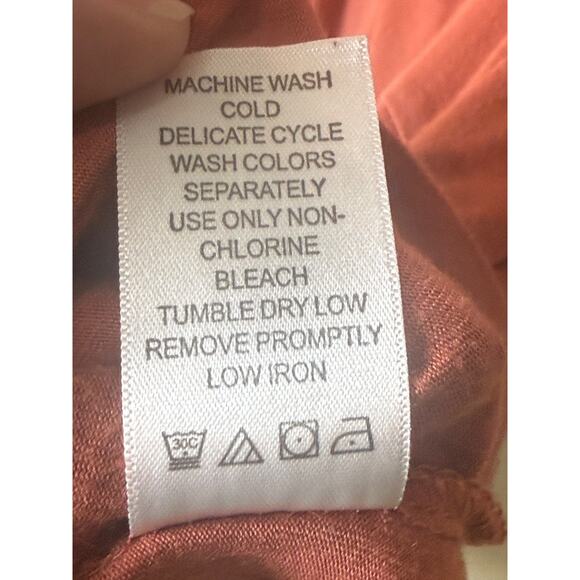 MACHINE WASH
COLD
DELICATE CYCLE
WASH COLORS
SEPARATELY
USE ONLY NON-
CHLORINE
BLEACH
TUMBLE DRY LOW
REMOVE PROMPTLY
LOW IRON
30C